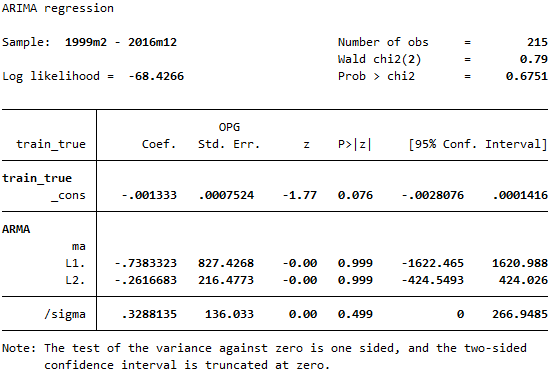 ARIMA regression
Sample:  1999m2 - 2016m12                       Number of obs     =        215
                                                Wald chi2(2)      =       0.79
Log likelihood =  -68.4266                      Prob > chi2       =     0.6751
                              OPG
  train_true       Coef.   Std. Err.      z    P>|z|     [95% Conf. Interval]
train_true
       _cons     -.001333   .0007524    -1.77   0.076    -.0028076    .0001416
ARMA
          ma
         L1.    -.7383323   827.4268    -0.00   0.999    -1622.465    1620.988
         L2.    -.2616683   216.4773    -0.00   0.999    -424.5493     424.026
      /sigma     .3288135    136.033     0.00   0.499            0    266.9485
Note: The test of the variance against zero is one sided, and the two-sided
      confidence interval is truncated at zero.